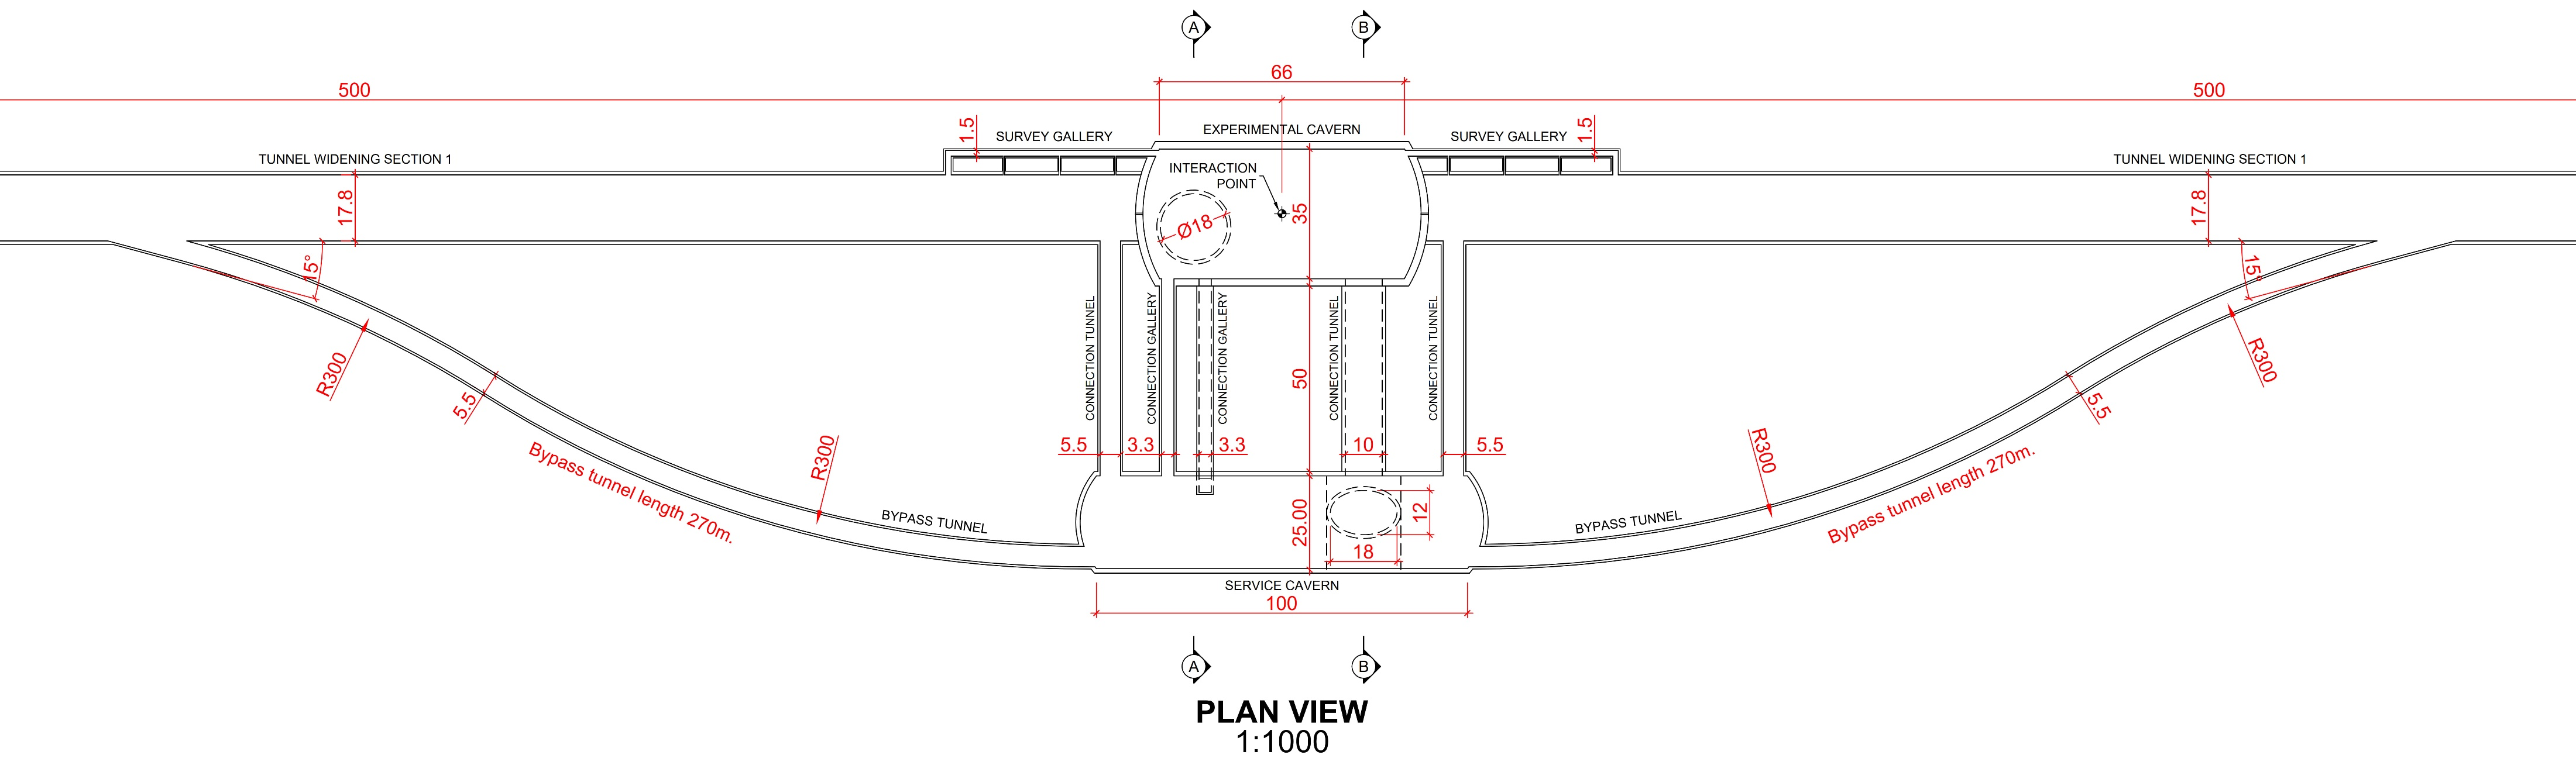 A
B
66
500
500
1.5
SURVEY GALLERY
EXPERIMENTAL CAVERN
SURVEY GALLERY
1.5
TUNNEL WIDENING SECTION 1
INTERACTION
POINT
TUNNEL WIDENING SECTION 1
17.8
Ø18
35
17.8
15°
15°
R300
5.5
R300
Bypass tunnel length 270m.
BYPASS TUNNEL
CONNECTION TUNNEL
CONNECTION GALLERY
CONNECTION GALLERY
50
CONNECTION TUNNEL
CONNECTION TUNNEL
5.5
3.3
3.3
10
5.5
R300
5.5
R300
Bypass tunnel length 270m.
BYPASS TUNNEL
25.00
12
18
SERVICE CAVERN
100
A
B
PLAN VIEW
1:1000